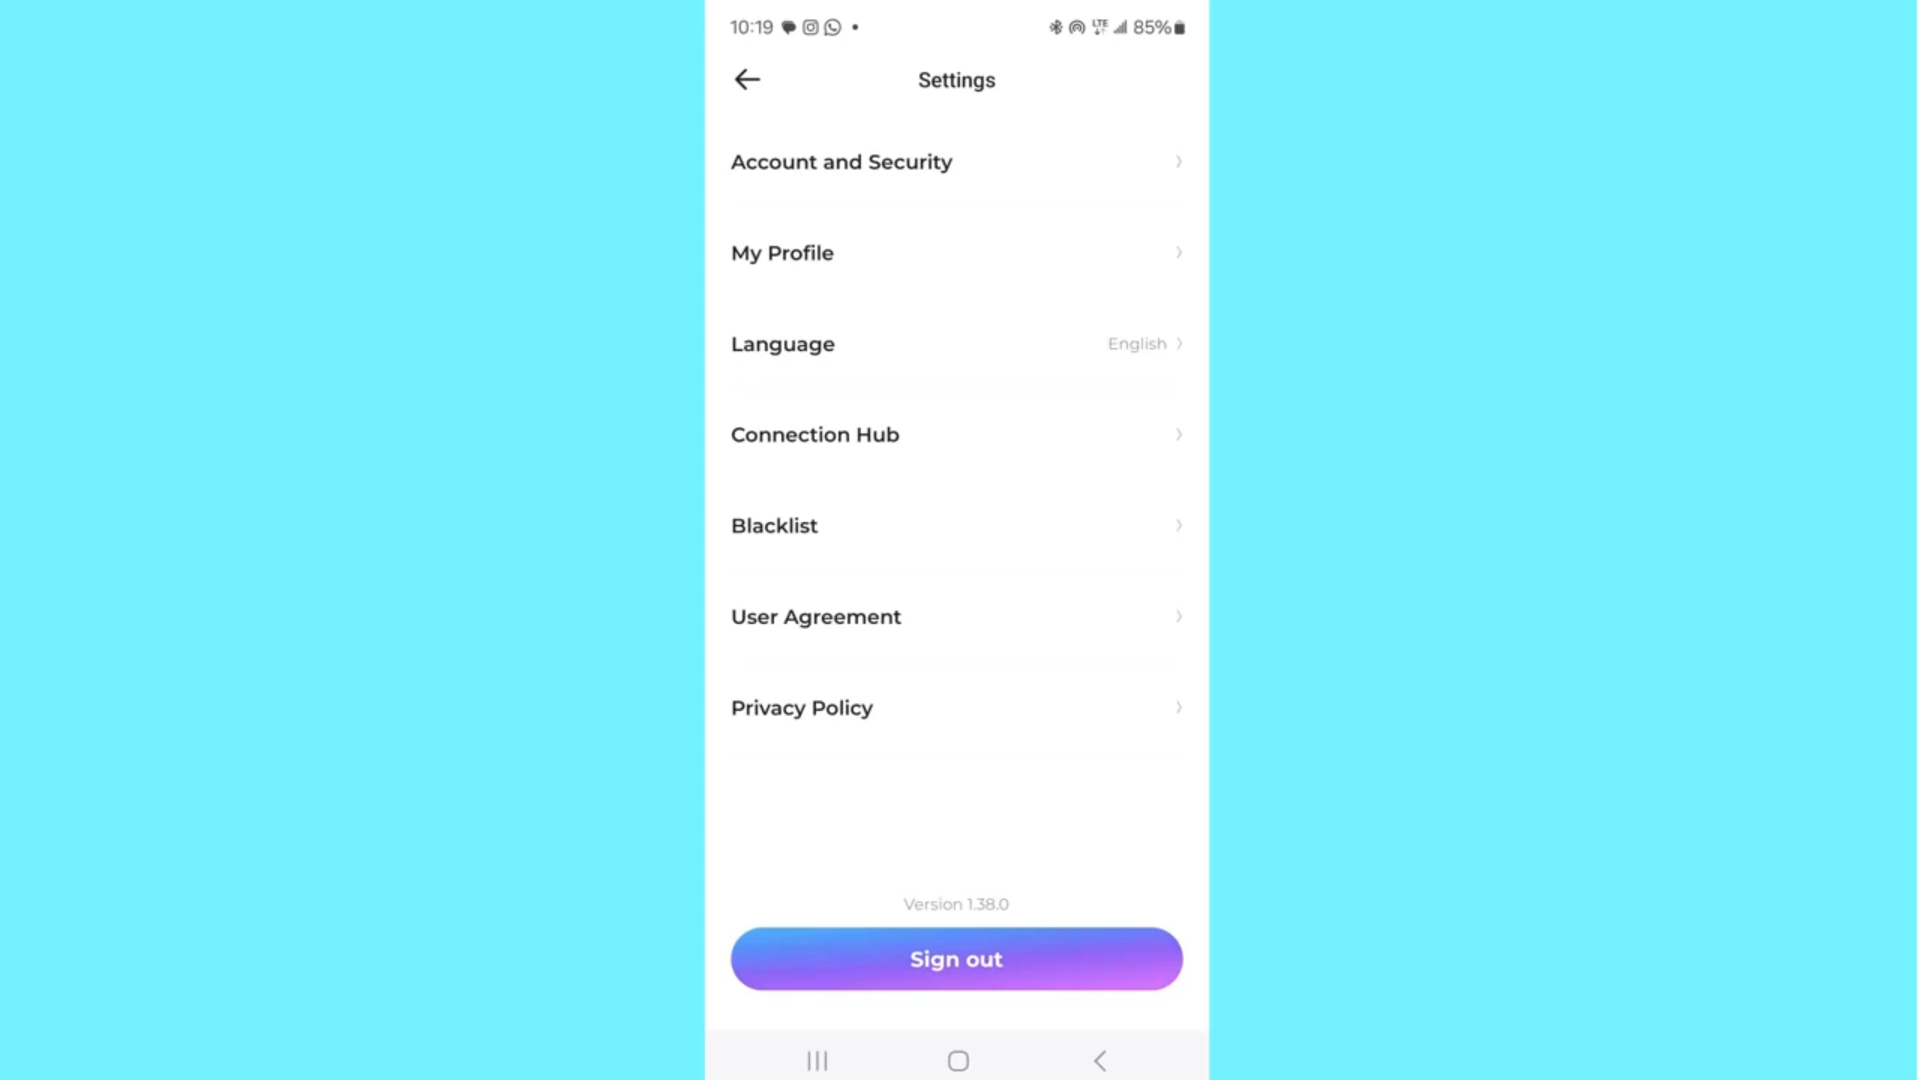 10:19 LTE 85%
Settings
Account and Security
My Profile
Language English
Connection Hub
Blacklist
User Agreement
Privacy Policy
Version 1.38.0
Sign out